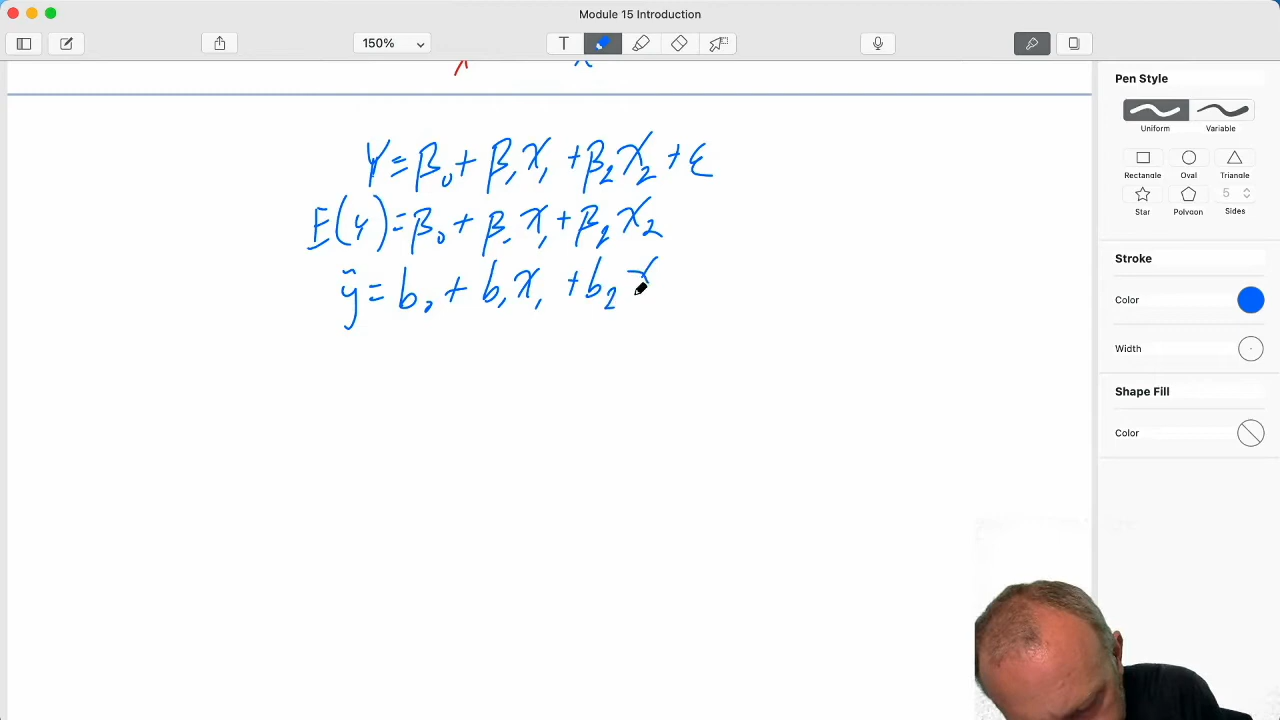 Module 15 Introduction
150%
T
Pen Style
Uniform Variable
Rectangle Oval Triangle
Star Polygon 5 Sides
Stroke
Color
Width
Shape Fill
Color
Y = β₀ + β₁x₁ + β₂x₂ + ε
E(y) = β₀ + β₁x₁ + β₂x₂
ŷ = b₀ + b₁x₁ + b₂x